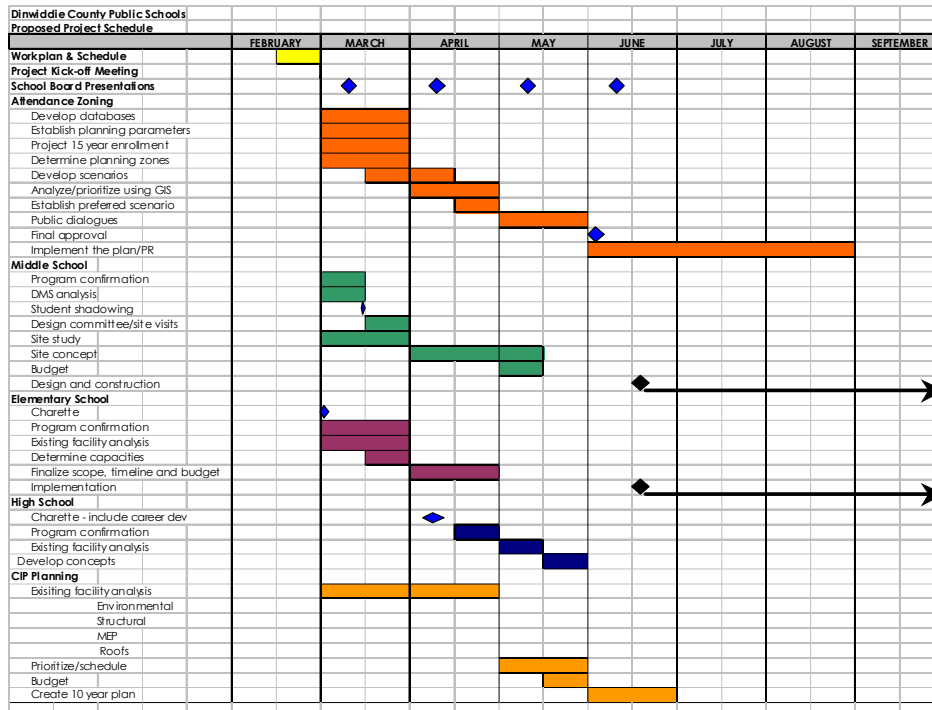 Dinwiddie County Public Schools
Proposed Project Schedule
FEBRUARY MARCH APRIL MAY JUNE JULY AUGUST SEPTEMBER
Workplan & Schedule
Project Kick-off Meeting
School Board Presentations
Attendance Zoning
Develop databases
Establish planning parameters
Project 15 year enrollment
Determine planning zones
Develop scenarios
Analyze/prioritize using GIS
Establish preferred scenario
Public dialogues
Final approval
Implement the plan/PR
Middle School
Program confirmation
DMS analysis
Student shadowing
Design committee/site visits
Site study
Site concept
Budget
Design and construction
Elementary School
Charette
Program confirmation
Existing facility analysis
Determine capacities
Finalize scope, timeline and budget
Implementation
High School
Charette - include career dev
Program confirmation
Existing facility analysis
Develop concepts
CIP Planning
Exisiting facility analysis
Environmental
Structural
MEP
Roofs
Prioritize/schedule
Budget
Create 10 year plan